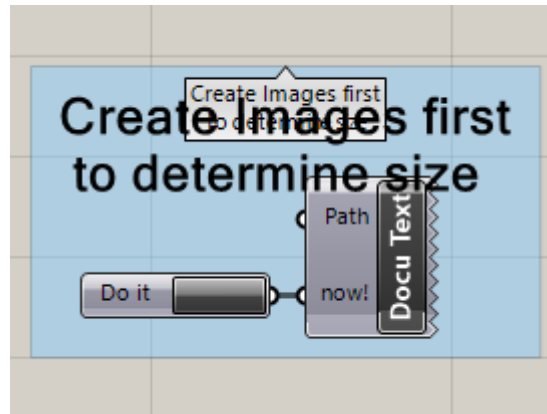 Create Images first
to determine size
Create Images first
to determine size
Path
Do it
now!
Docu Text